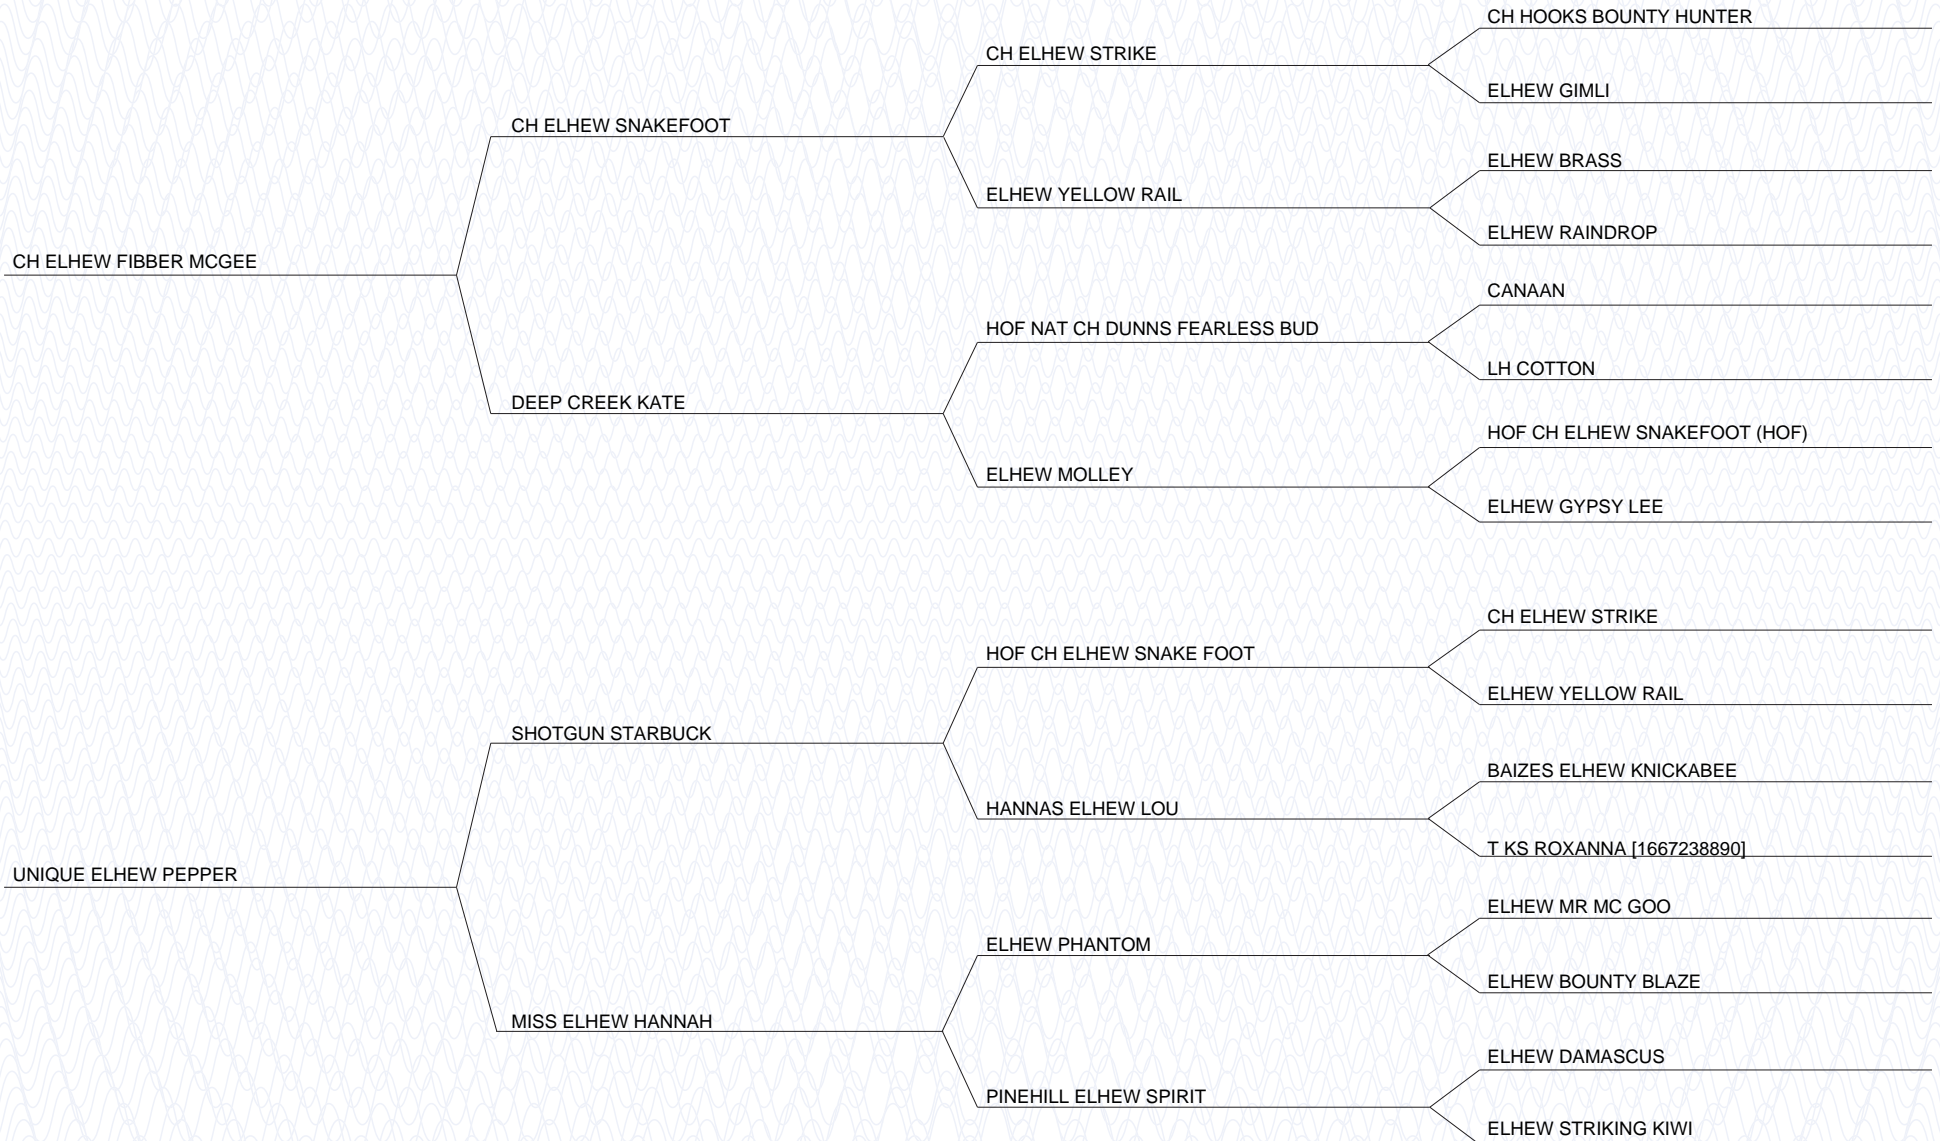 CH HOOKS BOUNTY HUNTER
CH ELHEW STRIKE
ELHEW GIMLI
CH ELHEW SNAKEFOOT
ELHEW BRASS
ELHEW YELLOW RAIL
ELHEW RAINDROP
CH ELHEW FIBBER MCGEE
CANAAN
HOF NAT CH DUNNS FEARLESS BUD
LH COTTON
DEEP CREEK KATE
HOF CH ELHEW SNAKEFOOT (HOF)
ELHEW MOLLEY
ELHEW GYPSY LEE
CH ELHEW STRIKE
HOF CH ELHEW SNAKE FOOT
ELHEW YELLOW RAIL
SHOTGUN STARBUCK
BAIZES ELHEW KNICKABEE
HANNAS ELHEW LOU
T KS ROXANNA [1667238890]
UNIQUE ELHEW PEPPER
ELHEW MR MC GOO
ELHEW PHANTOM
ELHEW BOUNTY BLAZE
MISS ELHEW HANNAH
ELHEW DAMASCUS
PINEHILL ELHEW SPIRIT
ELHEW STRIKING KIWI